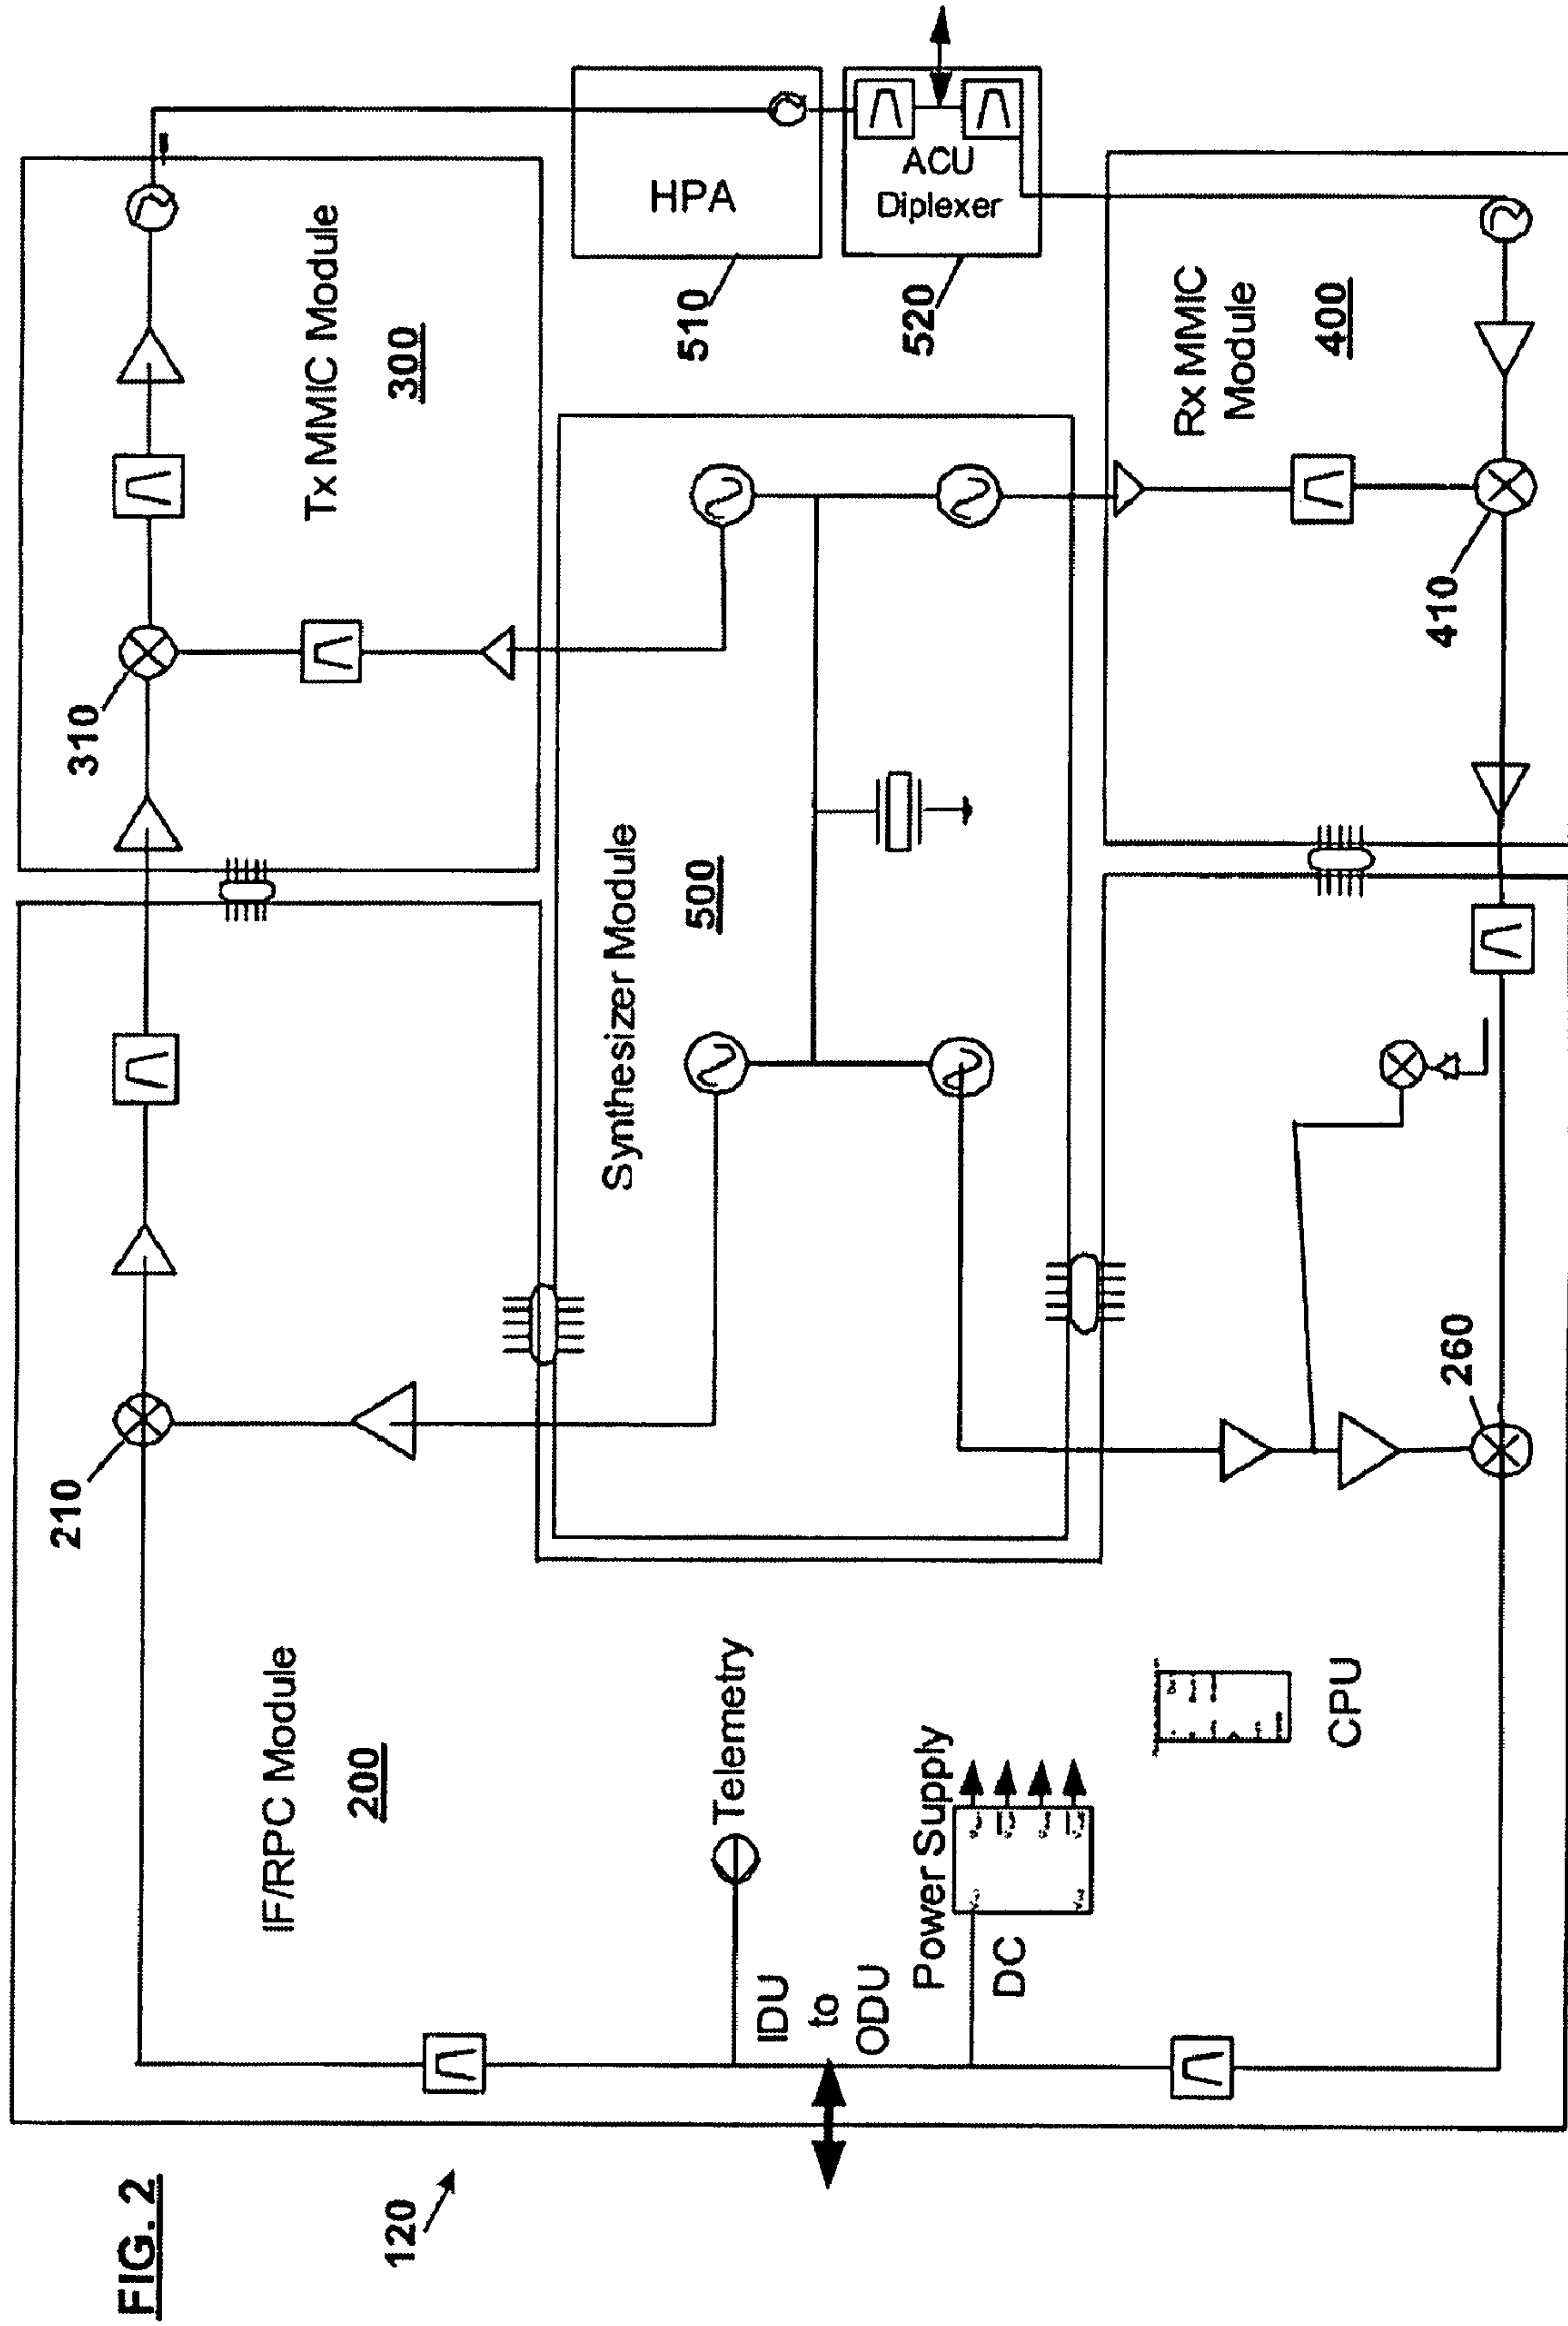 FIG. 2
120
IF/RPC Module
200
210
Telemetry
IDU
to
ODU
Power Supply
DC
CPU
260
Synthesizer Module
500
310
Tx MMIC Module
300
HPA
510
ACU
Diplexer
520
Rx MMIC
Module
400
410